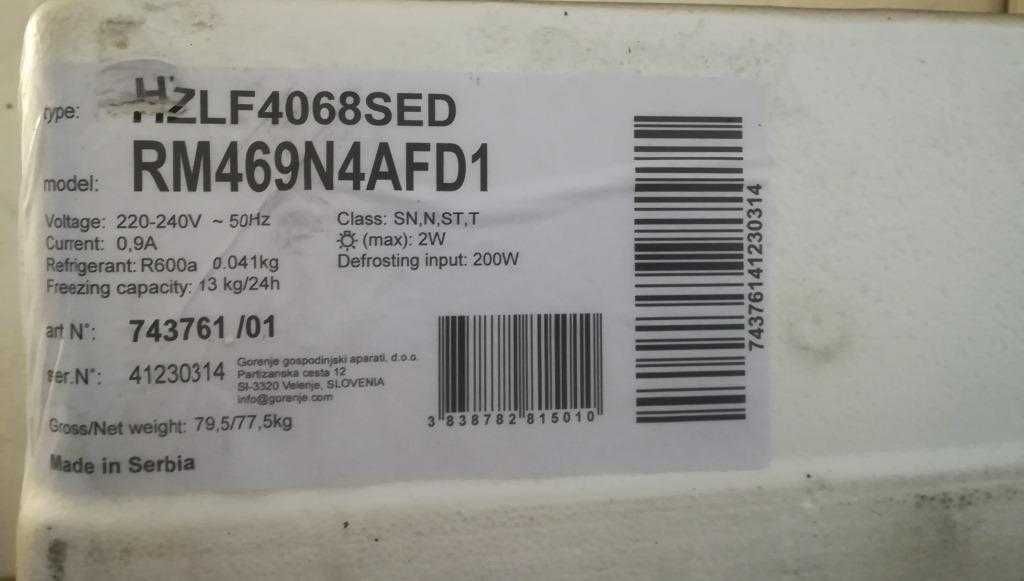 type: HZLF4068SED
model: RM469N4AFD1
Voltage: 220-240V ~ 50Hz
Current: 0,9A
Refrigerant: R600a 0.041kg
Freezing capacity: 13 kg/24h
Class: SN,N,ST,T
(max): 2W
Defrosting input: 200W
art N°: 743761 /01
ser.N°: 41230314
Gorenje gospodinjski aparati, d.o.o.
Partizanska cesta 12
SI-3320 Velenje, SLOVENIA
info@gorenje.com
Gross/Net weight: 79,5/77,5kg
Made in Serbia
3 838782 815010
74376141230314